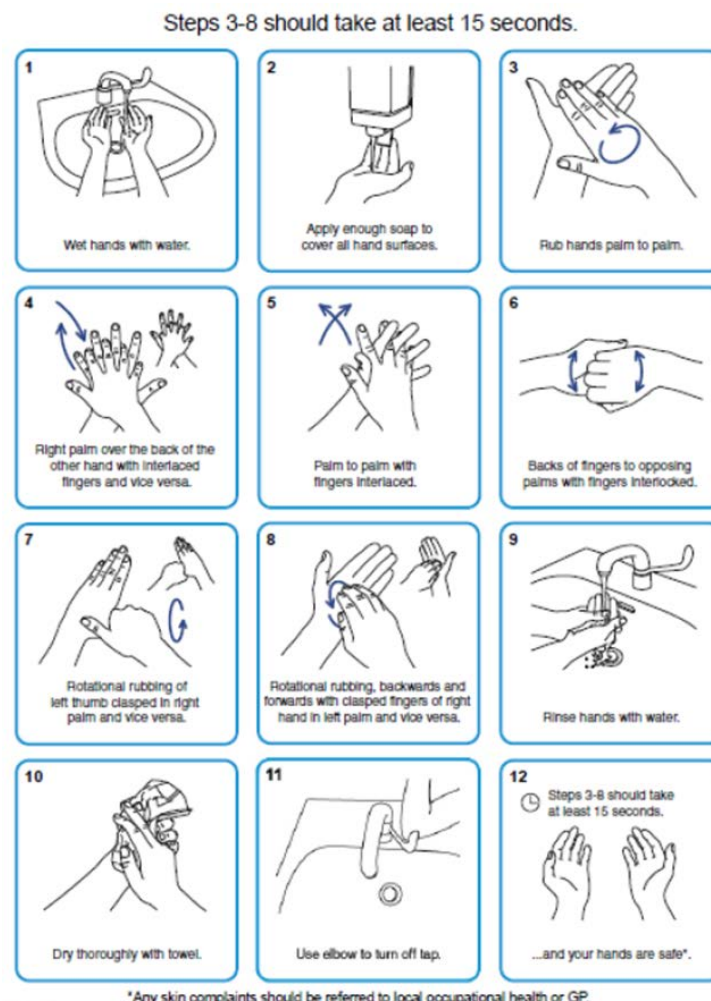 Steps 3-8 should take at least 15 seconds.
1
Wet hands with water.
2
Apply enough soap to
cover all hand surfaces.
3
Rub hands palm to palm.
4
Right palm over the back of the
other hand with interlaced
fingers and vice versa.
5
Palm to palm with
fingers interlaced.
6
Backs of fingers to opposing
palms with fingers interlocked.
7
Rotational rubbing of
left thumb clasped in right
palm and vice versa.
8
Rotational rubbing, backwards and
forwards with clasped fingers of right
hand in left palm and vice versa.
9
Rinse hands with water.
10
Dry thoroughly with towel.
11
Use elbow to turn off tap.
12
Steps 3-8 should take
at least 15 seconds.
...and your hands are safe*.
*Any skin complaints should be referred to local occupational health or GP.